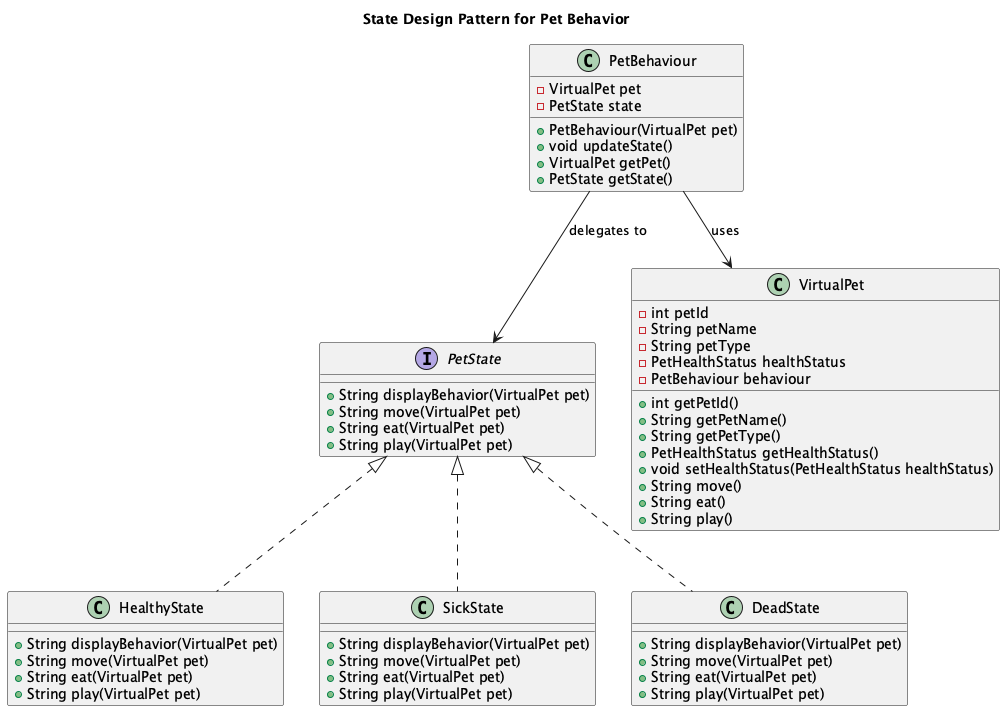 State Design Pattern for Pet Behavior
C PetBehaviour
VirtualPet pet
PetState state
PetBehaviour(VirtualPet pet)
void updateState()
VirtualPet getPet()
PetState getState()
delegates to
uses
C VirtualPet
int petId
String petName
String petType
PetHealthStatus healthStatus
PetBehaviour behaviour
int getPetId()
String getPetName()
String getPetType()
PetHealthStatus getHealthStatus()
void setHealthStatus(PetHealthStatus healthStatus)
String move()
String eat()
String play()
I PetState
String displayBehavior(VirtualPet pet)
String move(VirtualPet pet)
String eat(VirtualPet pet)
String play(VirtualPet pet)
C HealthyState
String displayBehavior(VirtualPet pet)
String move(VirtualPet pet)
String eat(VirtualPet pet)
String play(VirtualPet pet)
C SickState
String displayBehavior(VirtualPet pet)
String move(VirtualPet pet)
String eat(VirtualPet pet)
String play(VirtualPet pet)
C DeadState
String displayBehavior(VirtualPet pet)
String move(VirtualPet pet)
String eat(VirtualPet pet)
String play(VirtualPet pet)